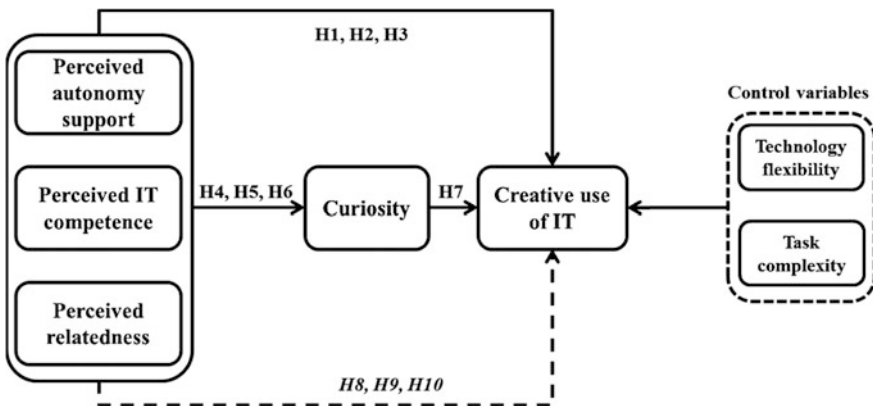 H1, H2, H3
Perceived
autonomy
support
Perceived IT
competence
Perceived
relatedness
H4, H5, H6
Curiosity
H7
Creative use
of IT
Control variables
Technology
flexibility
Task
complexity
H8, H9, H10